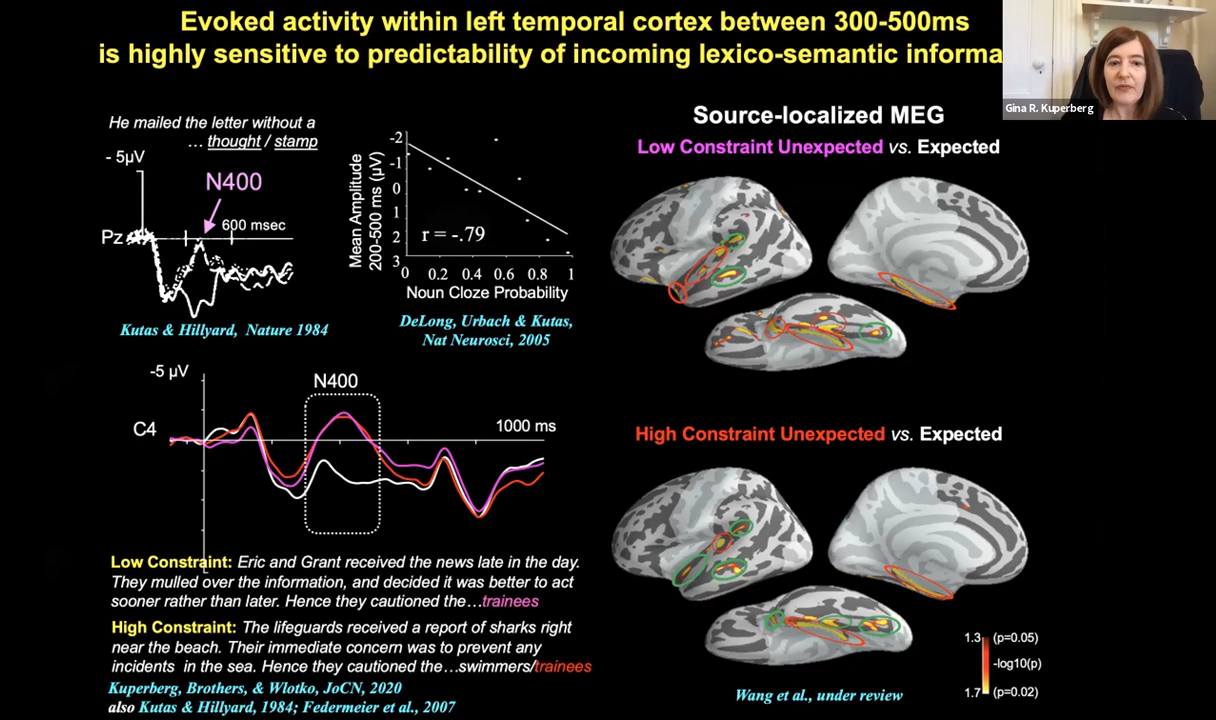 Evoked activity within left temporal cortex between 300-500ms
is highly sensitive to predictability of incoming lexico-semantic informa
Gina R. Kuperberg
He mailed the letter without a
... thought / stamp
- 5µV
N400
600 msec
Pz
Kutas & Hillyard, Nature 1984
Mean Amplitude
200-500 ms (µV)
-2
-1
0
1
2
3
r = -.79
0 0.2 0.4 0.6 0.8 1
Noun Cloze Probability
DeLong, Urbach & Kutas,
Nat Neurosci, 2005
Source-localized MEG
Low Constraint Unexpected vs. Expected
-5 µV
N400
C4
1000 ms
Low Constraint: Eric and Grant received the news late in the day.
They mulled over the information, and decided it was better to act
sooner rather than later. Hence they cautioned the…trainees
High Constraint: The lifeguards received a report of sharks right
near the beach. Their immediate concern was to prevent any
incidents in the sea. Hence they cautioned the…swimmers/trainees
Kuperberg, Brothers, & Wlotko, JoCN, 2020
also Kutas & Hillyard, 1984; Federmeier et al., 2007
High Constraint Unexpected vs. Expected
1.3 (p=0.05)
-log10(p)
1.7 (p=0.02)
Wang et al., under review